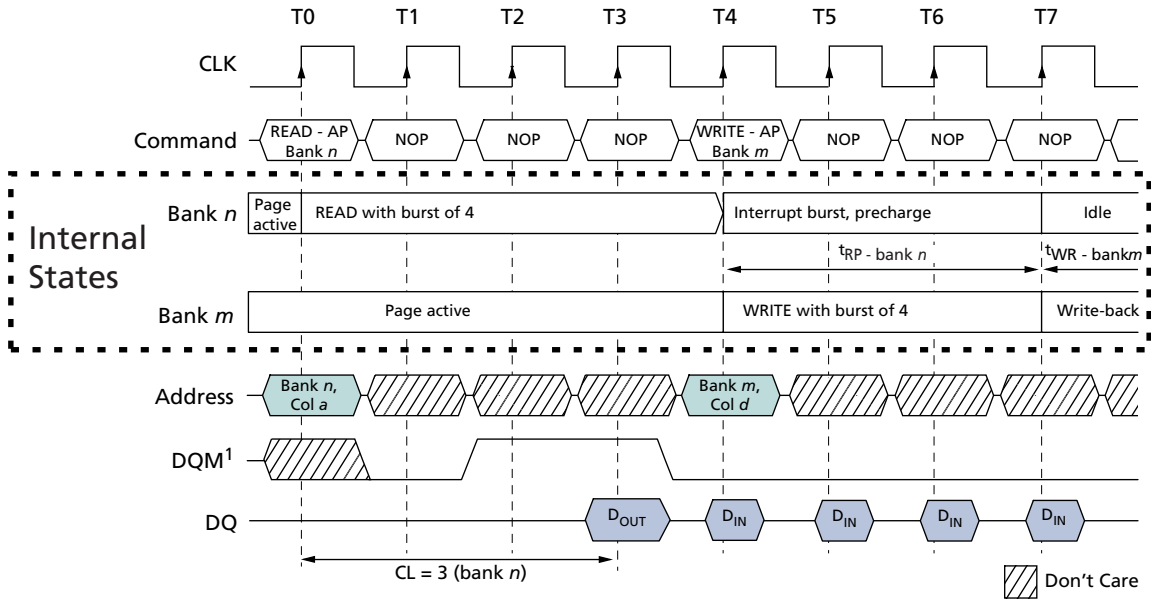 T0 T1 T2 T3 T4 T5 T6 T7
CLK
Command READ - AP Bank n NOP NOP NOP WRITE - AP Bank m NOP NOP NOP
Internal States
Bank n Page active READ with burst of 4 Interrupt burst, precharge Idle
tRP - bank n tWR - bankm
Bank m Page active WRITE with burst of 4 Write-back
Address Bank n, Col a Bank m, Col d
DQM1
DQ DOUT DIN DIN DIN DIN
CL = 3 (bank n)
Don't Care